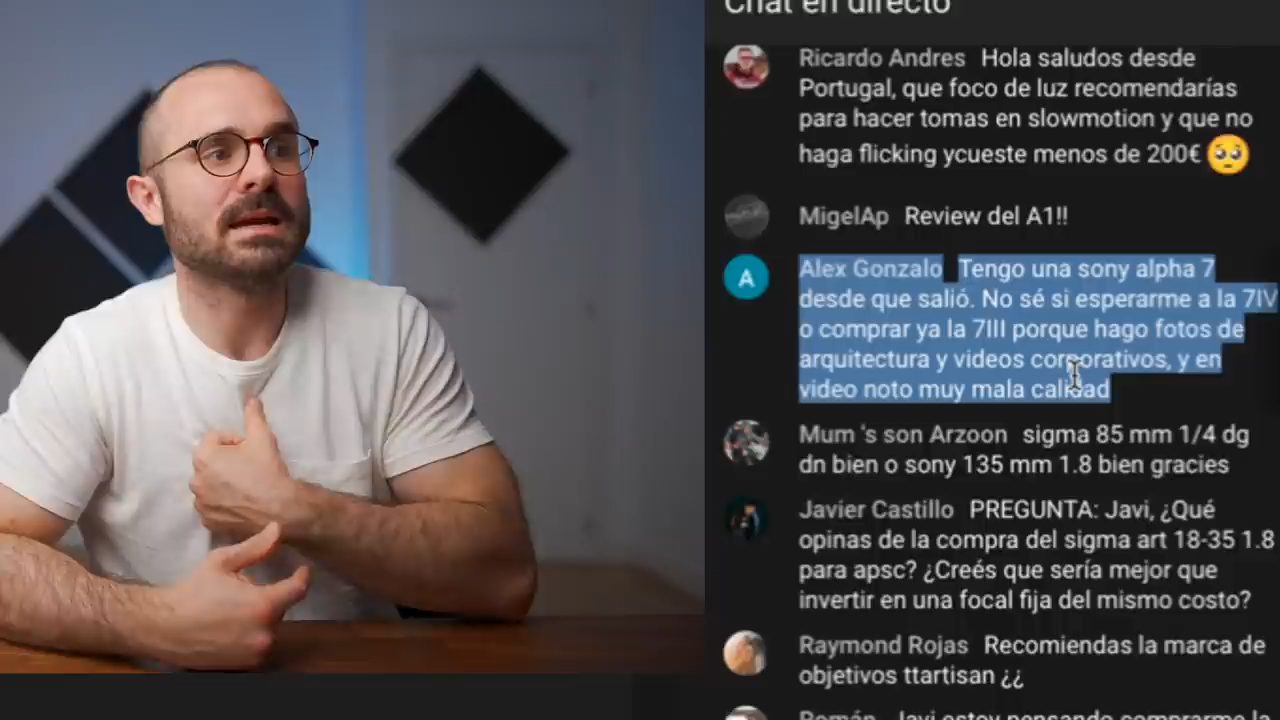 Chat en directo
Ricardo Andres Hola saludos desde
Portugal, que foco de luz recomendarías
para hacer tomas en slowmotion y que no
haga flicking ycueste menos de 200€ 🥺
MigelAp Review del A1!!
A
Alex Gonzalo Tengo una sony alpha 7
desde que salió. No sé si esperarme a la 7IV
o comprar ya la 7III porque hago fotos de
arquitectura y videos corporativos, y en
video noto muy mala calidad
Mum 's son Arzoon sigma 85 mm 1/4 dg
dn bien o sony 135 mm 1.8 bien gracies
Javier Castillo PREGUNTA: Javi, ¿Qué
opinas de la compra del sigma art 18-35 1.8
para apsc? ¿Creés que sería mejor que
invertir en una focal fija del mismo costo?
Raymond Rojas Recomiendas la marca de
objetivos ttartisan ¿¿
Román Javi estoy pensando comprarme la